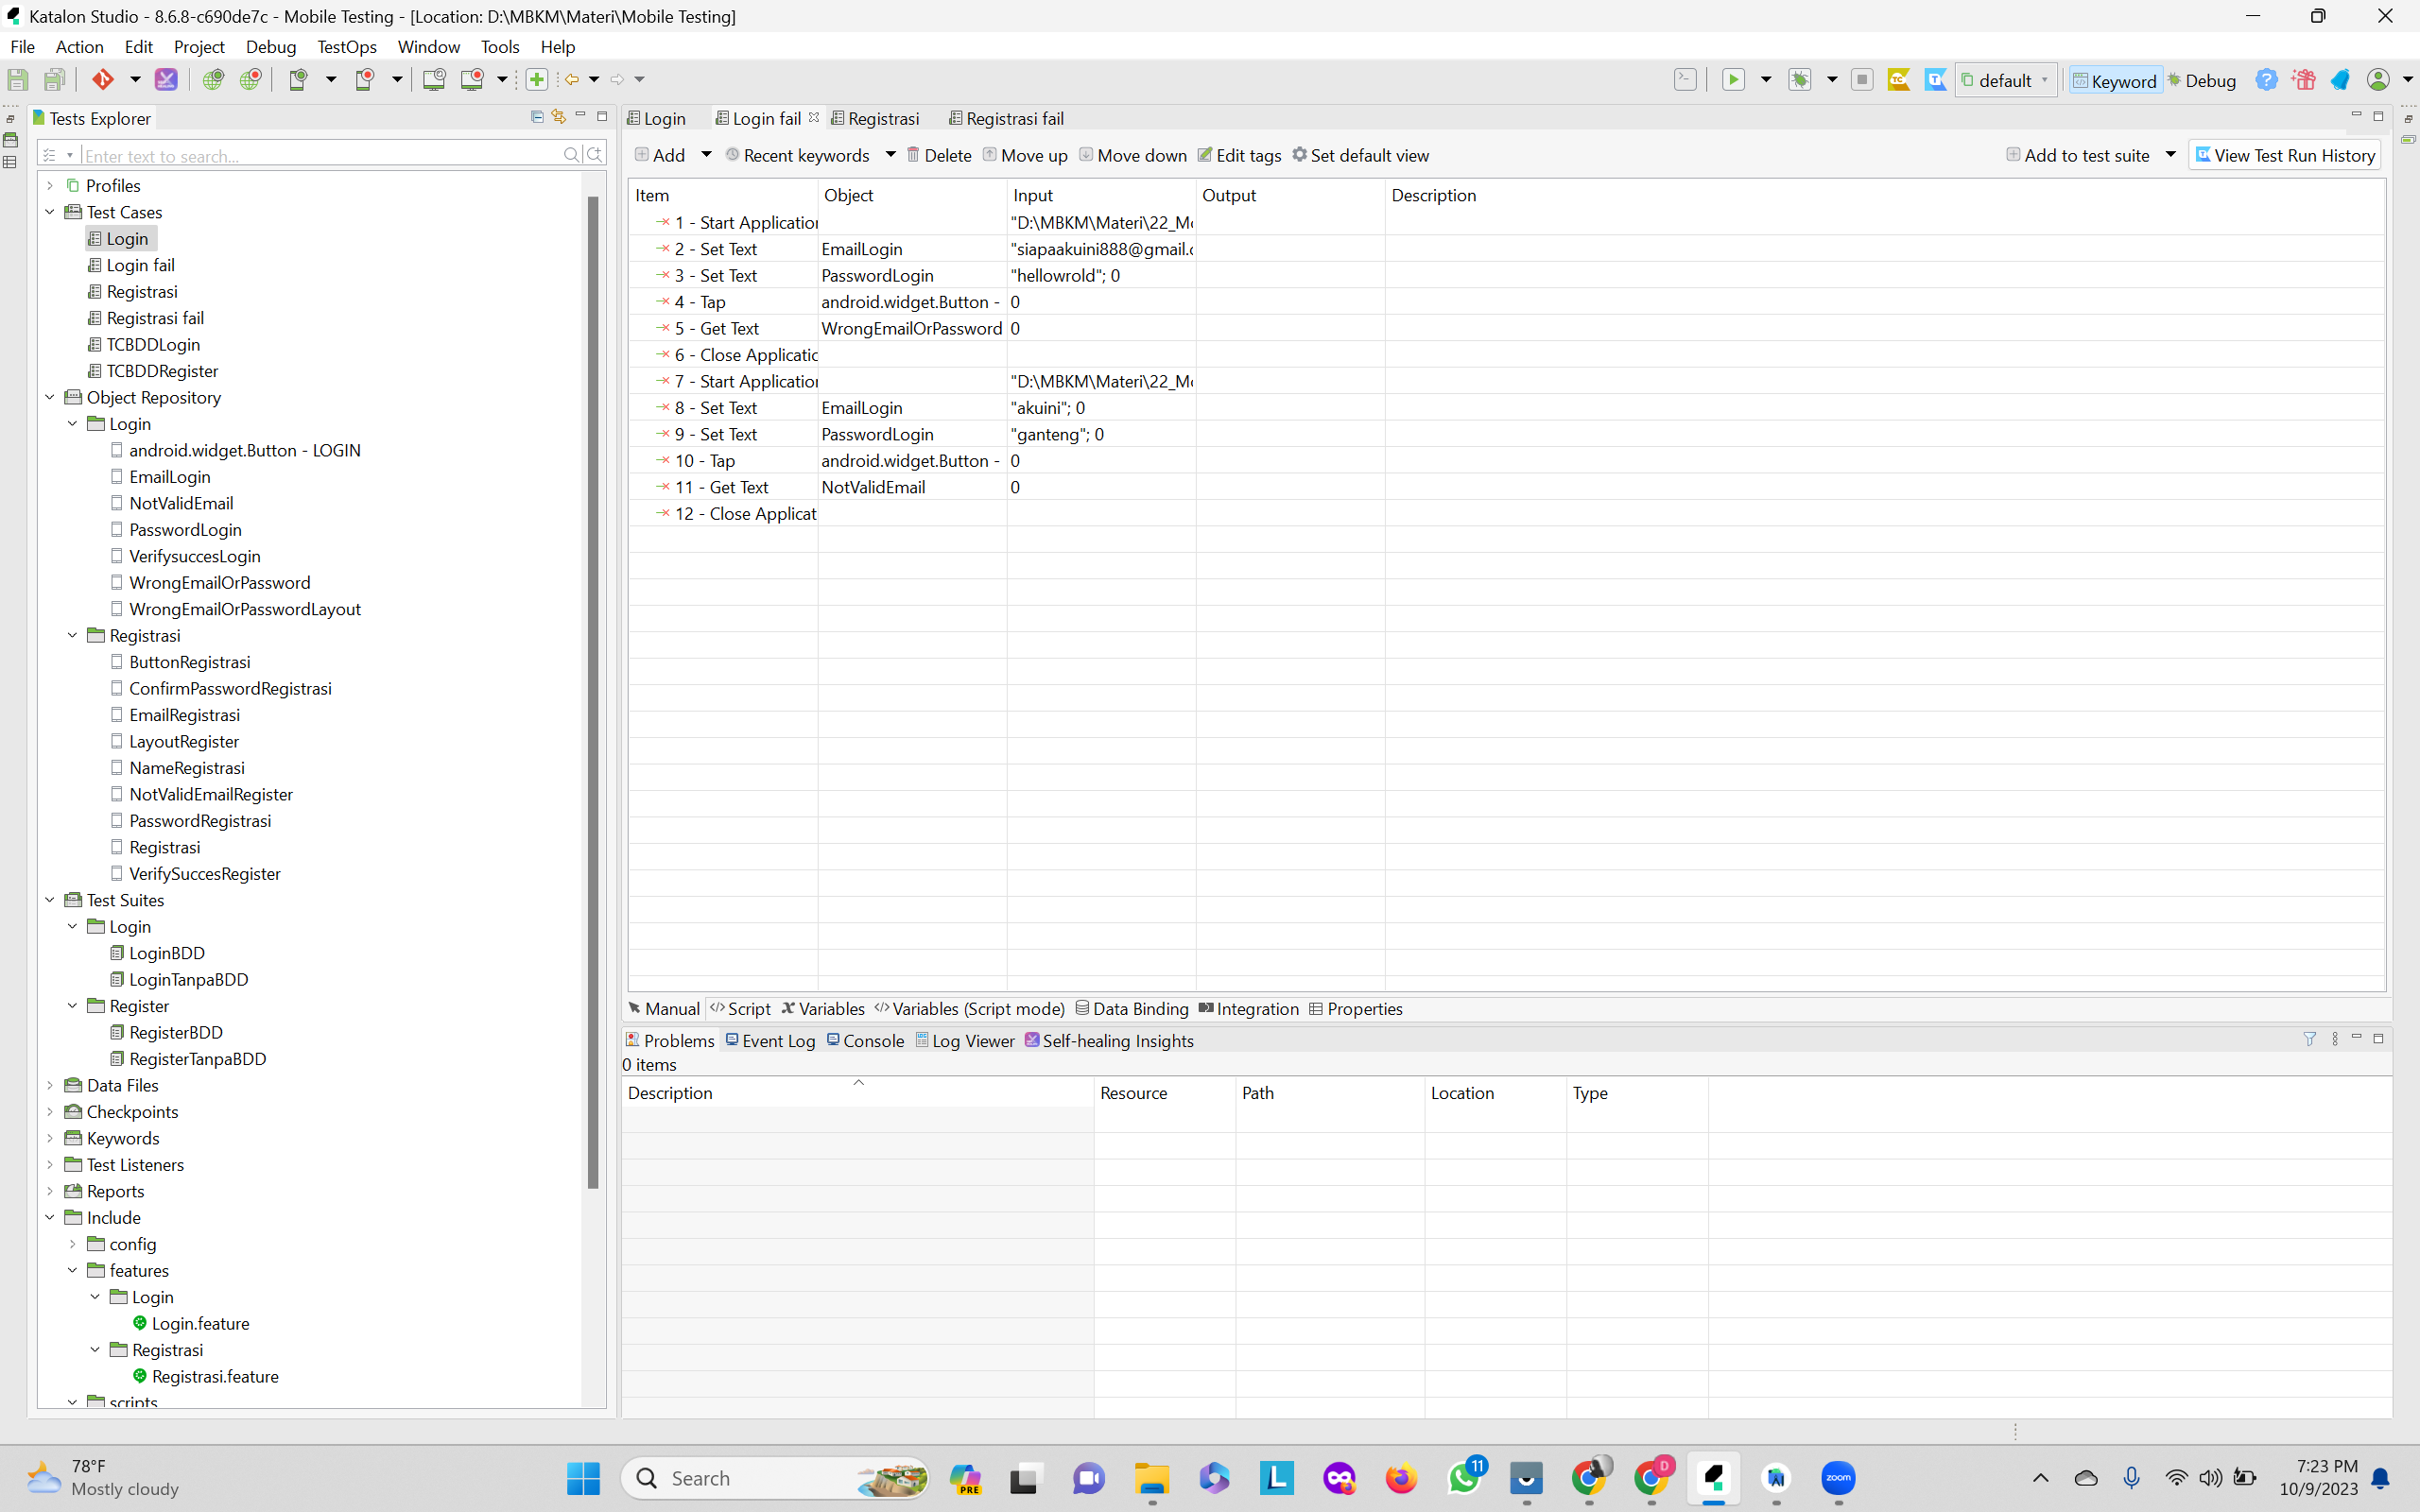 Katalon Studio - 8.6.8-c690de7c - Mobile Testing - [Location: D:\MBKM\Materi\Mobile Testing]
File Action Edit Project Debug TestOps Window Tools Help
default Keyword Debug
Tests Explorer
Enter text to search...
Profiles
Test Cases
Login
Login fail
Registrasi
Registrasi fail
TCBDDLogin
TCBDDRegister
Object Repository
Login
android.widget.Button - LOGIN
EmailLogin
NotValidEmail
PasswordLogin
VerifysuccesLogin
WrongEmailOrPassword
WrongEmailOrPasswordLayout
Registrasi
ButtonRegistrasi
ConfirmPasswordRegistrasi
EmailRegistrasi
LayoutRegister
NameRegistrasi
NotValidEmailRegister
PasswordRegistrasi
Registrasi
VerifySuccesRegister
Test Suites
Login
LoginBDD
LoginTanpaBDD
Register
RegisterBDD
RegisterTanpaBDD
Data Files
Checkpoints
Keywords
Test Listeners
Reports
Include
config
features
Login
Login.feature
Registrasi
Registrasi.feature
scripts
Login Login fail Registrasi Registrasi fail
Add Recent keywords Delete Move up Move down Edit tags Set default view Add to test suite View Test Run History
Item Object Input Output Description
1 - Start Application "D:\MBKM\Materi\22_M
2 - Set Text EmailLogin "siapaakuini888@gmail.
3 - Set Text PasswordLogin "hellowrold"; 0
4 - Tap android.widget.Button - 0
5 - Get Text WrongEmailOrPassword 0
6 - Close Applicatic
7 - Start Application "D:\MBKM\Materi\22_M
8 - Set Text EmailLogin "akuini"; 0
9 - Set Text PasswordLogin "ganteng"; 0
10 - Tap android.widget.Button - 0
11 - Get Text NotValidEmail 0
12 - Close Applicat
Manual Script Variables Variables (Script mode) Data Binding Integration Properties
Problems Event Log Console Log Viewer Self-healing Insights
0 items
Description Resource Path Location Type
78°F
Mostly cloudy
Search
PRE
L
11
D
zoom
7:23 PM
10/9/2023